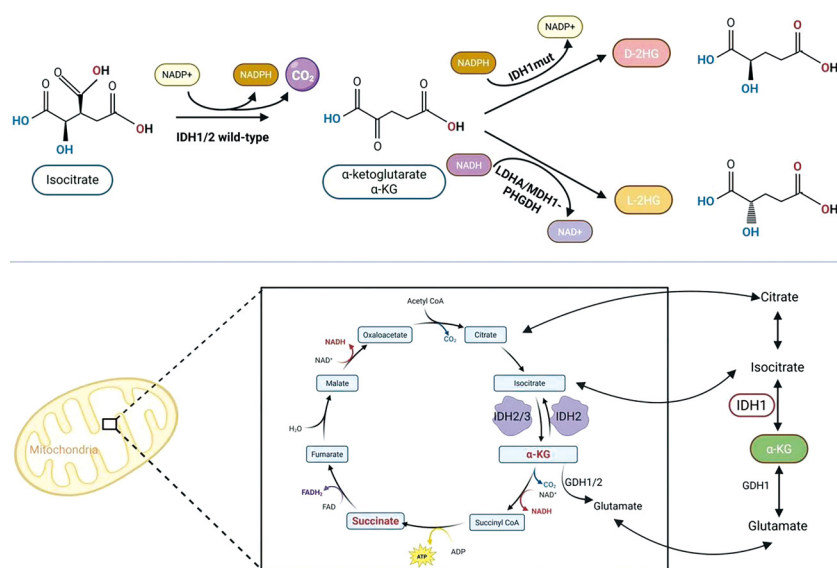 NADP+
NADPH
CO₂
IDH1/2 wild-type
O
OH
O
HO
O
OH
OH
Isocitrate
O
O
HO
OH
O
α-ketoglutarate
α-KG
NADPH
NADP+
IDH1mut
D-2HG
O
O
HO
OH
OH
NADH
LDHA/MDH1-
PHGDH
NAD+
L-2HG
O
O
HO
OH
OH
Mitochondria
Acetyl CoA
CO₂
Oxaloacetate
Citrate
NADH
NAD⁺
Malate
Isocitrate
H₂O
IDH2/3
IDH2
Fumarate
α-KG
FADH₂
FAD
CO₂
NAD⁺
NADH
GDH1/2
Glutamate
Succinate
Succinyl CoA
ATP
ADP
Citrate
Isocitrate
IDH1
α-KG
GDH1
Glutamate